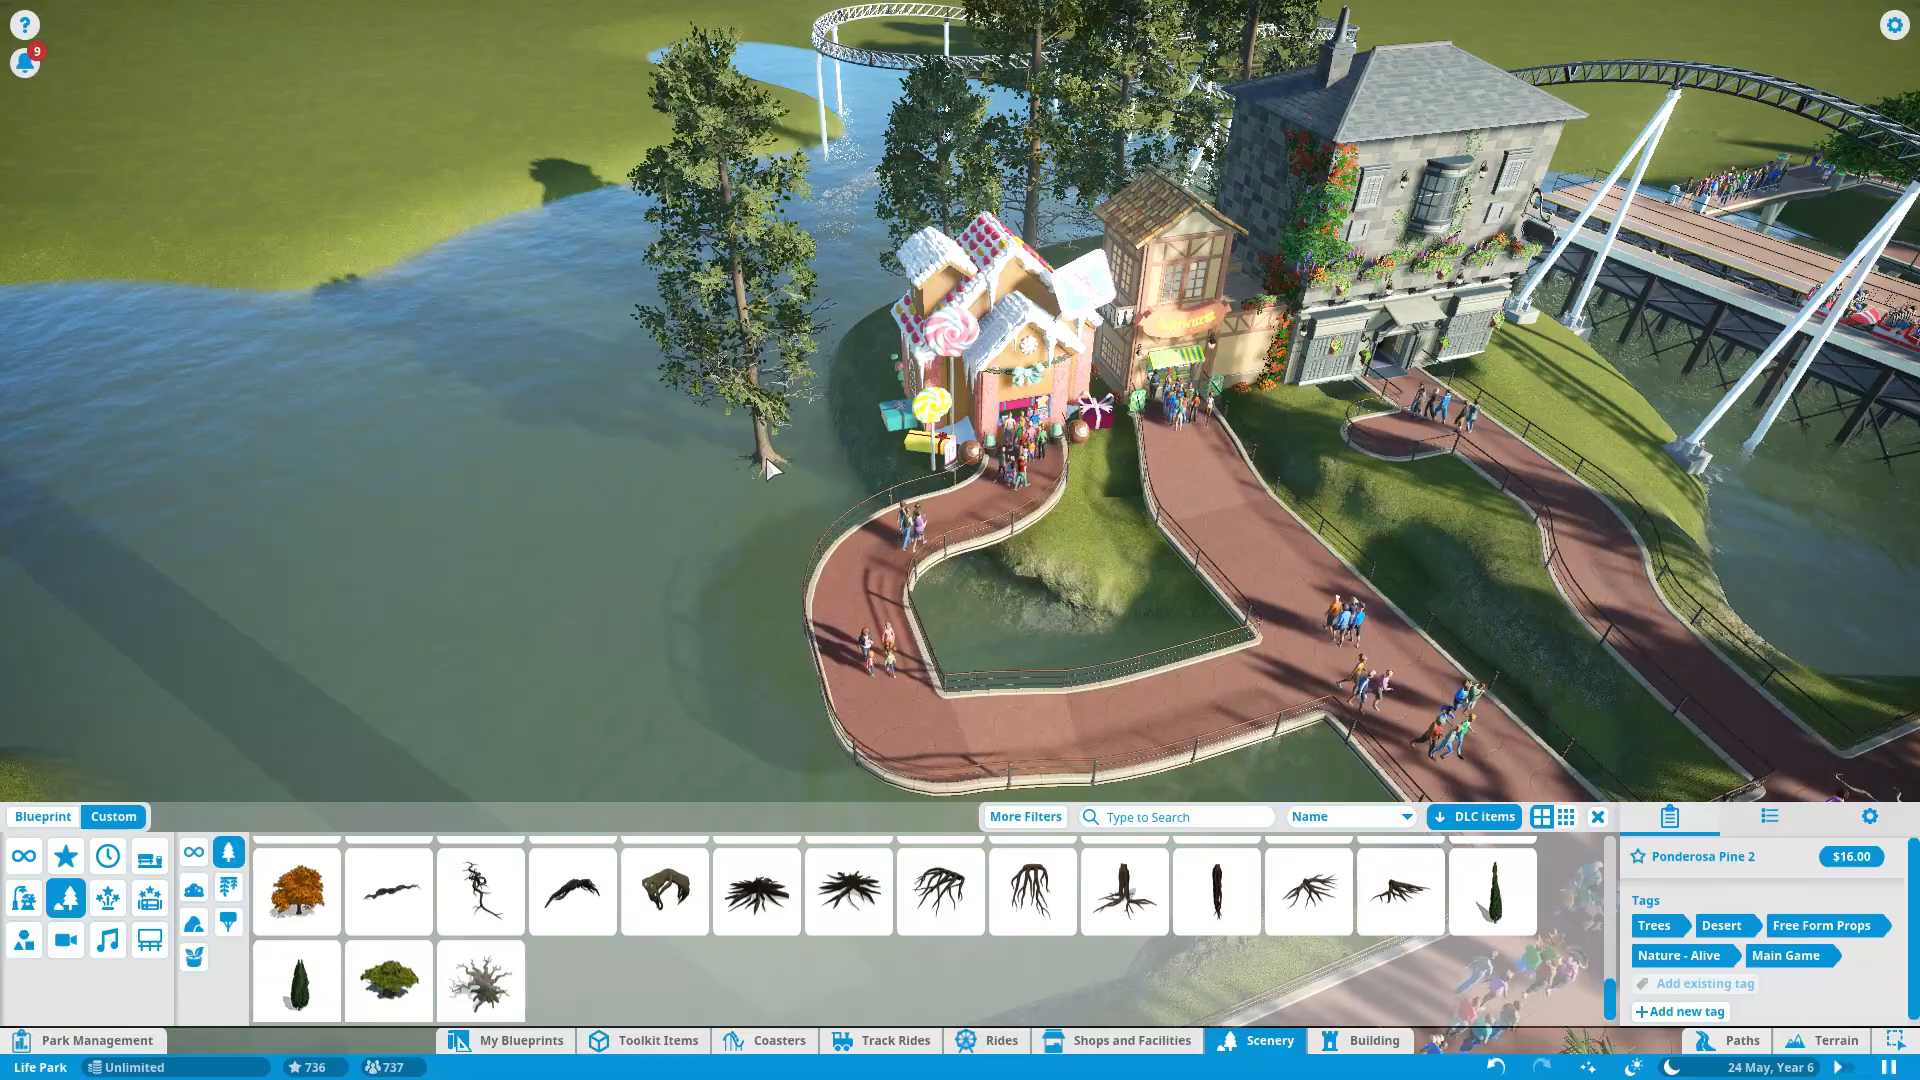 ?
9
Blueprint
Custom
More Filters
Type to Search
Name
DLC items
Ponderosa Pine 2
$16.00
Tags
Trees
Desert
Free Form Props
Nature - Alive
Main Game
Add existing tag
+Add new tag
Park Management
My Blueprints
Toolkit Items
Coasters
Track Rides
Rides
Shops and Facilities
Scenery
Building
Paths
Terrain
Life Park
Unlimited
736
737
24 May, Year 6